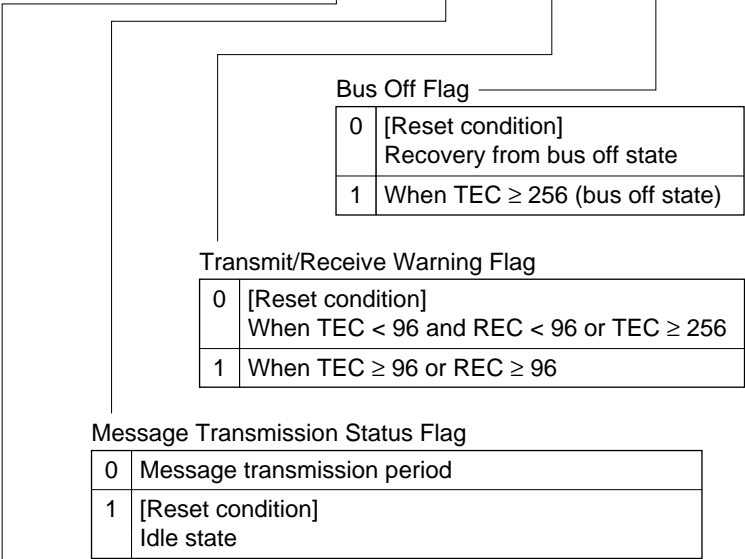 Bus Off Flag
0 [Reset condition]
Recovery from bus off state
1 When TEC ≥ 256 (bus off state)
Transmit/Receive Warning Flag
0 [Reset condition]
When TEC < 96 and REC < 96 or TEC ≥ 256
1 When TEC ≥ 96 or REC ≥ 96
Message Transmission Status Flag
0 Message transmission period
1 [Reset condition]
Idle state